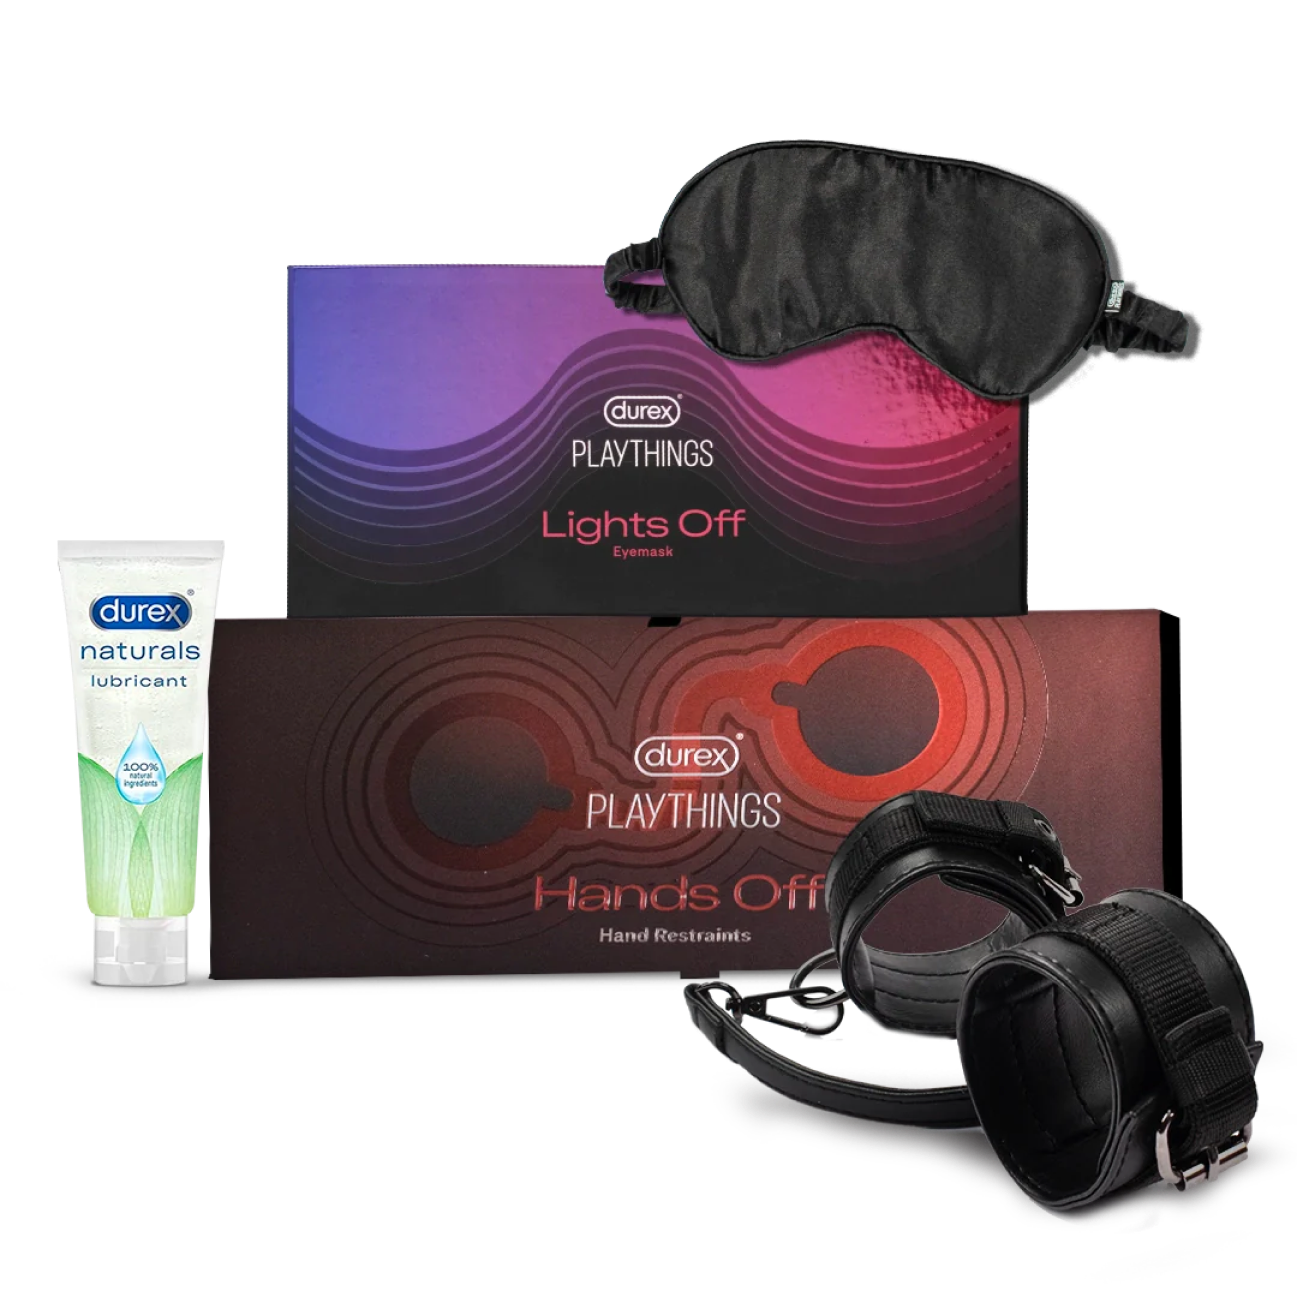 durex
PLAYTHINGS
Lights Off
Eyemask
durex
naturals
lubricant
100%
natural
ingredients
durex
PLAYTHINGS
Hands Off
Hand Restraints